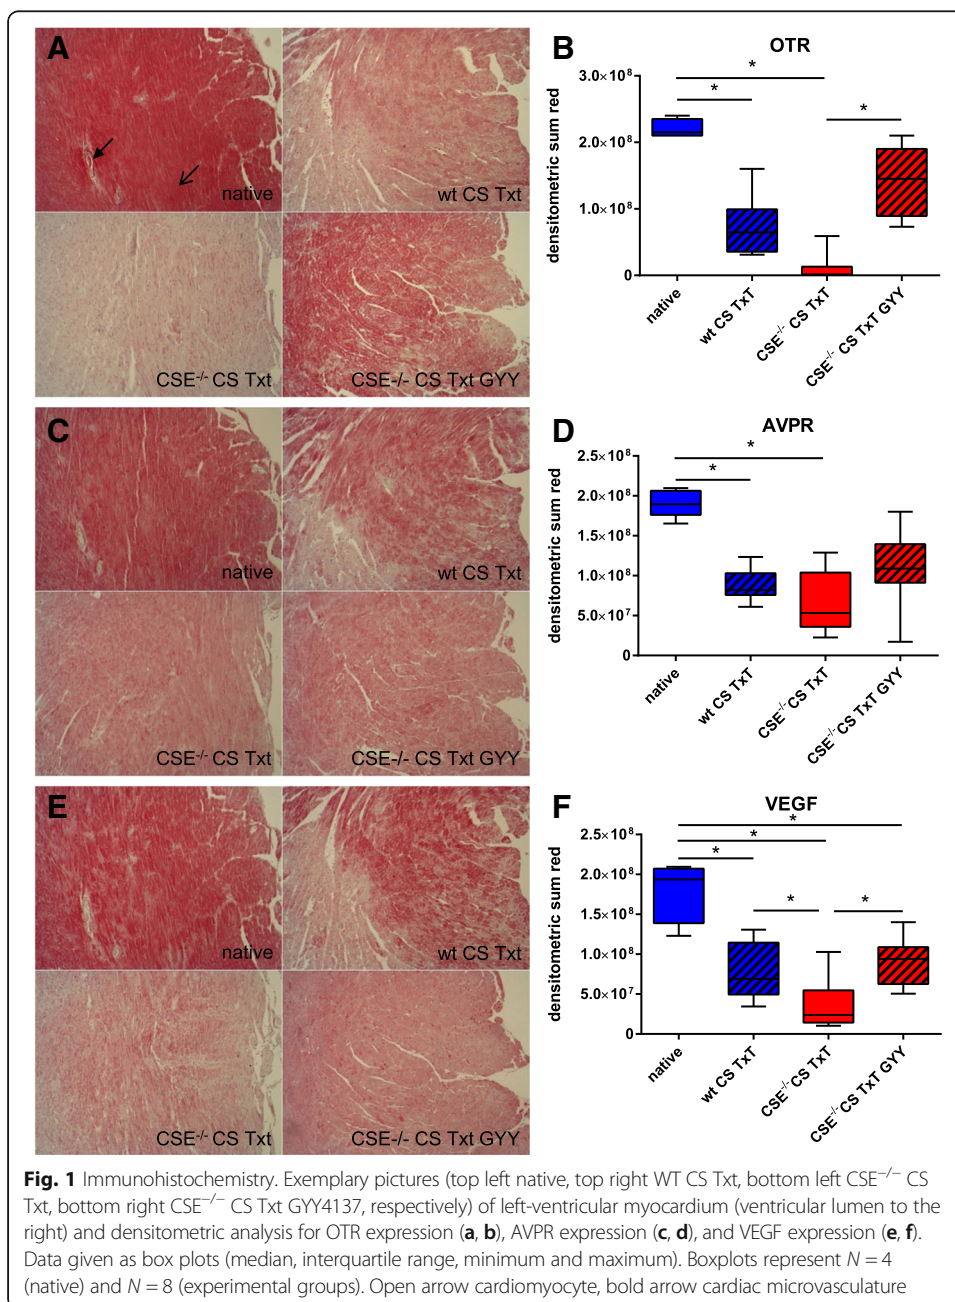 A
native
wt CS Txt
CSE-/- CS Txt
CSE-/- CS Txt GYY
B
OTR
densitometric sum red
3.0×10⁸
2.0×10⁸
1.0×10⁸
0
*
*
*
native
wt CS TxT
CSE-/- CS TxT
CSE-/- CS TxT GYY
C
native
wt CS Txt
CSE-/- CS Txt
CSE-/- CS Txt GYY
D
AVPR
densitometric sum red
2.5×10⁸
2.0×10⁸
1.5×10⁸
1.0×10⁸
5.0×10⁷
0
*
*
native
wt CS TxT
CSE-/-CS TxT
CSE-/-CS TxT GYY
E
native
wt CS Txt
CSE-/- CS Txt
CSE-/- CS Txt GYY
F
VEGF
densitometric sum red
2.5×10⁸
2.0×10⁸
1.5×10⁸
1.0×10⁸
5.0×10⁷
0
*
*
*
*
*
native
wt CS TxT
CSE-/-CS TxT
CSE-/-CS TxT GYY
Fig. 1 Immunohistochemistry. Exemplary pictures (top left native, top right WT CS Txt, bottom left CSE−/− CS
Txt, bottom right CSE−/− CS Txt GYY4137, respectively) of left-ventricular myocardium (ventricular lumen to the
right) and densitometric analysis for OTR expression (a, b), AVPR expression (c, d), and VEGF expression (e, f).
Data given as box plots (median, interquartile range, minimum and maximum). Boxplots represent N = 4
(native) and N = 8 (experimental groups). Open arrow cardiomyocyte, bold arrow cardiac microvasculature